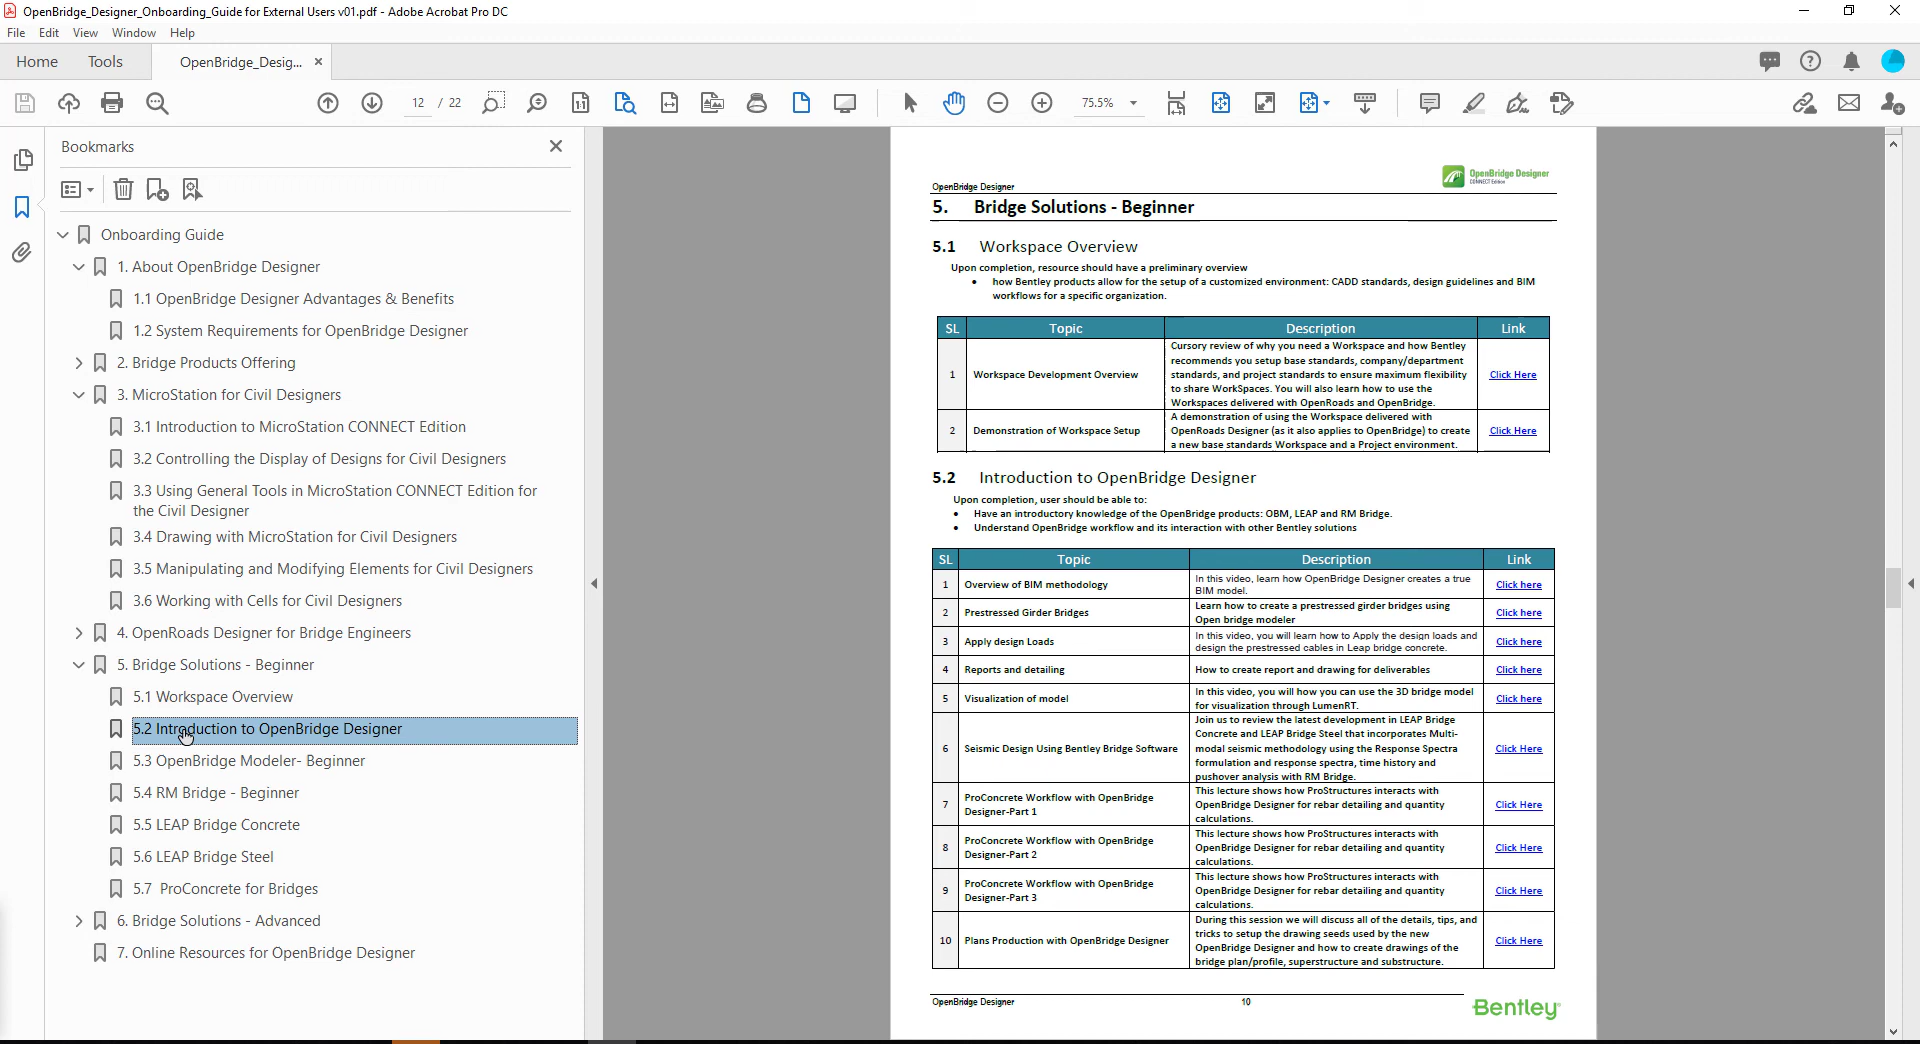 OpenBridge_Designer_Onboarding_Guide for External Users v01.pdf - Adobe Acrobat Pro DC
File Edit View Window Help
Home Tools OpenBridge_Desig... ×
12 / 22 75.5%
Bookmarks
Onboarding Guide
1. About OpenBridge Designer
1.1 OpenBridge Designer Advantages & Benefits
1.2 System Requirements for OpenBridge Designer
2. Bridge Products Offering
3. MicroStation for Civil Designers
3.1 Introduction to MicroStation CONNECT Edition
3.2 Controlling the Display of Designs for Civil Designers
3.3 Using General Tools in MicroStation CONNECT Edition for
the Civil Designer
3.4 Drawing with MicroStation for Civil Designers
3.5 Manipulating and Modifying Elements for Civil Designers
3.6 Working with Cells for Civil Designers
4. OpenRoads Designer for Bridge Engineers
5. Bridge Solutions - Beginner
5.1 Workspace Overview
5.2 Introduction to OpenBridge Designer
5.3 OpenBridge Modeler- Beginner
5.4 RM Bridge - Beginner
5.5 LEAP Bridge Concrete
5.6 LEAP Bridge Steel
5.7 ProConcrete for Bridges
6. Bridge Solutions - Advanced
7. Online Resources for OpenBridge Designer
OpenBridge Designer
CONNECT Edition
OpenBridge Designer
5. Bridge Solutions - Beginner
5.1 Workspace Overview
Upon completion, resource should have a preliminary overview
• how Bentley products allow for the setup of a customized environment: CADD standards, design guidelines and BIM
workflows for a specific organization.
SL Topic Description Link
1 Workspace Development Overview
Cursory review of why you need a Workspace and how Bentley
recommends you setup base standards, company/department
standards, and project standards to ensure maximum flexibility
to share WorkSpaces. You will also learn how to use the
Workspaces delivered with OpenRoads and OpenBridge.
Click Here
2 Demonstration of Workspace Setup
A demonstration of using the Workspace delivered with
OpenRoads Designer (as it also applies to OpenBridge) to create
a new base standards Workspace and a Project environment.
Click Here
5.2 Introduction to OpenBridge Designer
Upon completion, user should be able to:
• Have an introductory knowledge of the OpenBridge products: OBM, LEAP and RM Bridge.
• Understand OpenBridge workflow and its interaction with other Bentley solutions
SL Topic Description Link
1 Overview of BIM methodology
In this video, learn how OpenBridge Designer creates a true
BIM model.
Click here
2 Prestressed Girder Bridges
Learn how to create a prestressed girder bridges using
Open bridge modeler
Click here
3 Apply design Loads
In this video, you will learn how to Apply the design loads and
design the prestressed cables in Leap bridge concrete.
Click here
4 Reports and detailing
How to create report and drawing for deliverables
Click here
5 Visualization of model
In this video, you will how you can use the 3D bridge model
for visualization through LumenRT.
Click here
6 Seismic Design Using Bentley Bridge Software
Join us to review the latest development in LEAP Bridge
Concrete and LEAP Bridge Steel that incorporates Multi-
modal seismic methodology using the Response Spectra
formulation and response spectra, time history and
pushover analysis with RM Bridge.
Click Here
7 ProConcrete Workflow with OpenBridge
Designer-Part 1
This lecture shows how ProStructures interacts with
OpenBridge Designer for rebar detailing and quantity
calculations.
Click Here
8 ProConcrete Workflow with OpenBridge
Designer-Part 2
This lecture shows how ProStructures interacts with
OpenBridge Designer for rebar detailing and quantity
calculations.
Click Here
9 ProConcrete Workflow with OpenBridge
Designer-Part 3
This lecture shows how ProStructures interacts with
OpenBridge Designer for rebar detailing and quantity
calculations.
Click Here
10 Plans Production with OpenBridge Designer
During this session we will discuss all of the details, tips, and
tricks to setup the drawing seeds used by the new
OpenBridge Designer and how to create drawings of the
bridge plan/profile, superstructure and substructure.
Click Here
OpenBridge Designer 10
Bentley